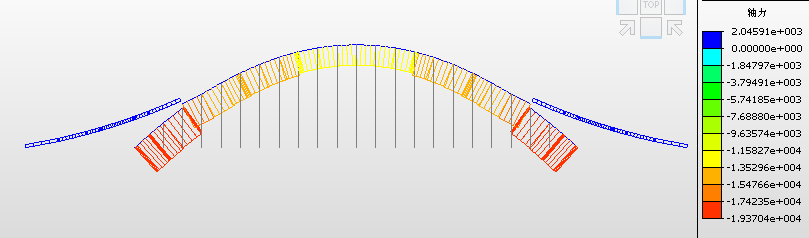 TOP
轴力
2.04591e+003
0.00000e+000
-1.84797e+003
-3.79491e+003
-5.74185e+003
-7.68880e+003
-9.63574e+003
-1.15827e+004
-1.35296e+004
-1.54766e+004
-1.74235e+004
-1.93704e+004